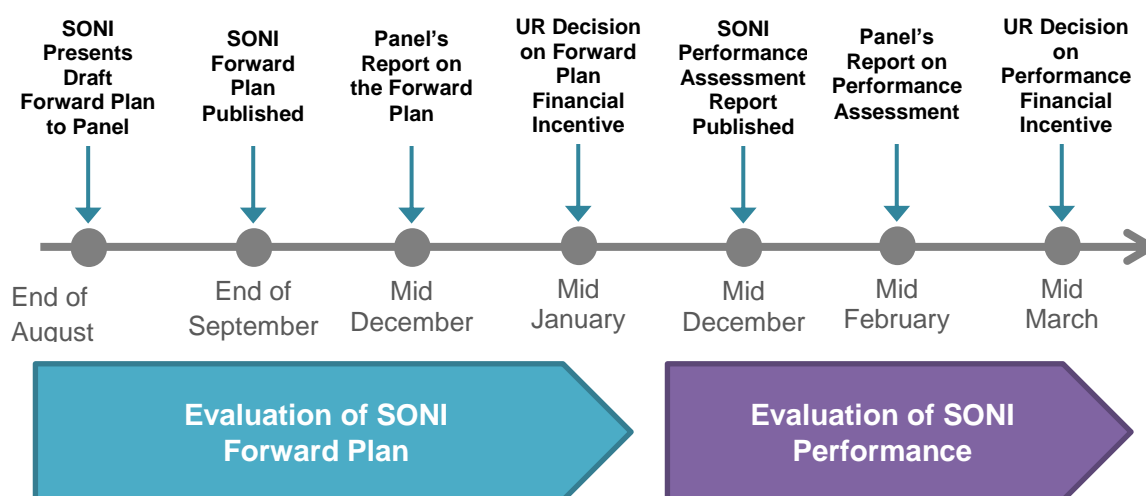 SONI
Presents
Draft
Forward Plan
to Panel
SONI
Forward
Plan
Published
Panel's
Report on
the Forward
Plan
UR Decision
on Forward
Plan
Financial
Incentive
SONI
Performance
Assessment
Report
Published
Panel's
Report on
Performance
Assessment
UR Decision
on
Performance
Financial
Incentive
End of
August
End of
September
Mid
December
Mid
January
Mid
December
Mid
February
Mid
March
Evaluation of SONI
Forward Plan
Evaluation of SONI
Performance